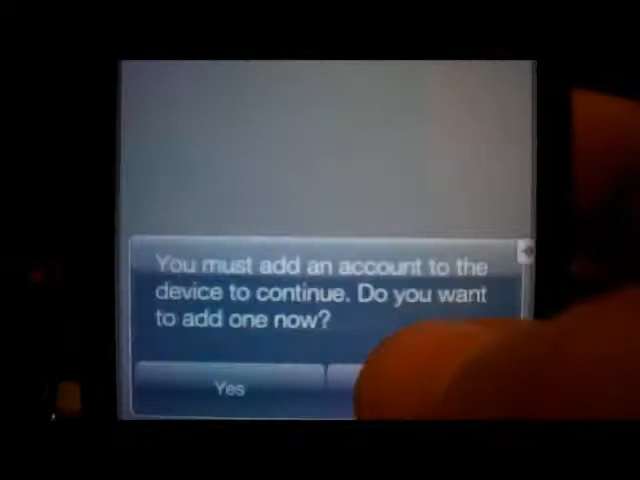 You must add an account to the
device to continue. Do you want
to add one now?
Yes